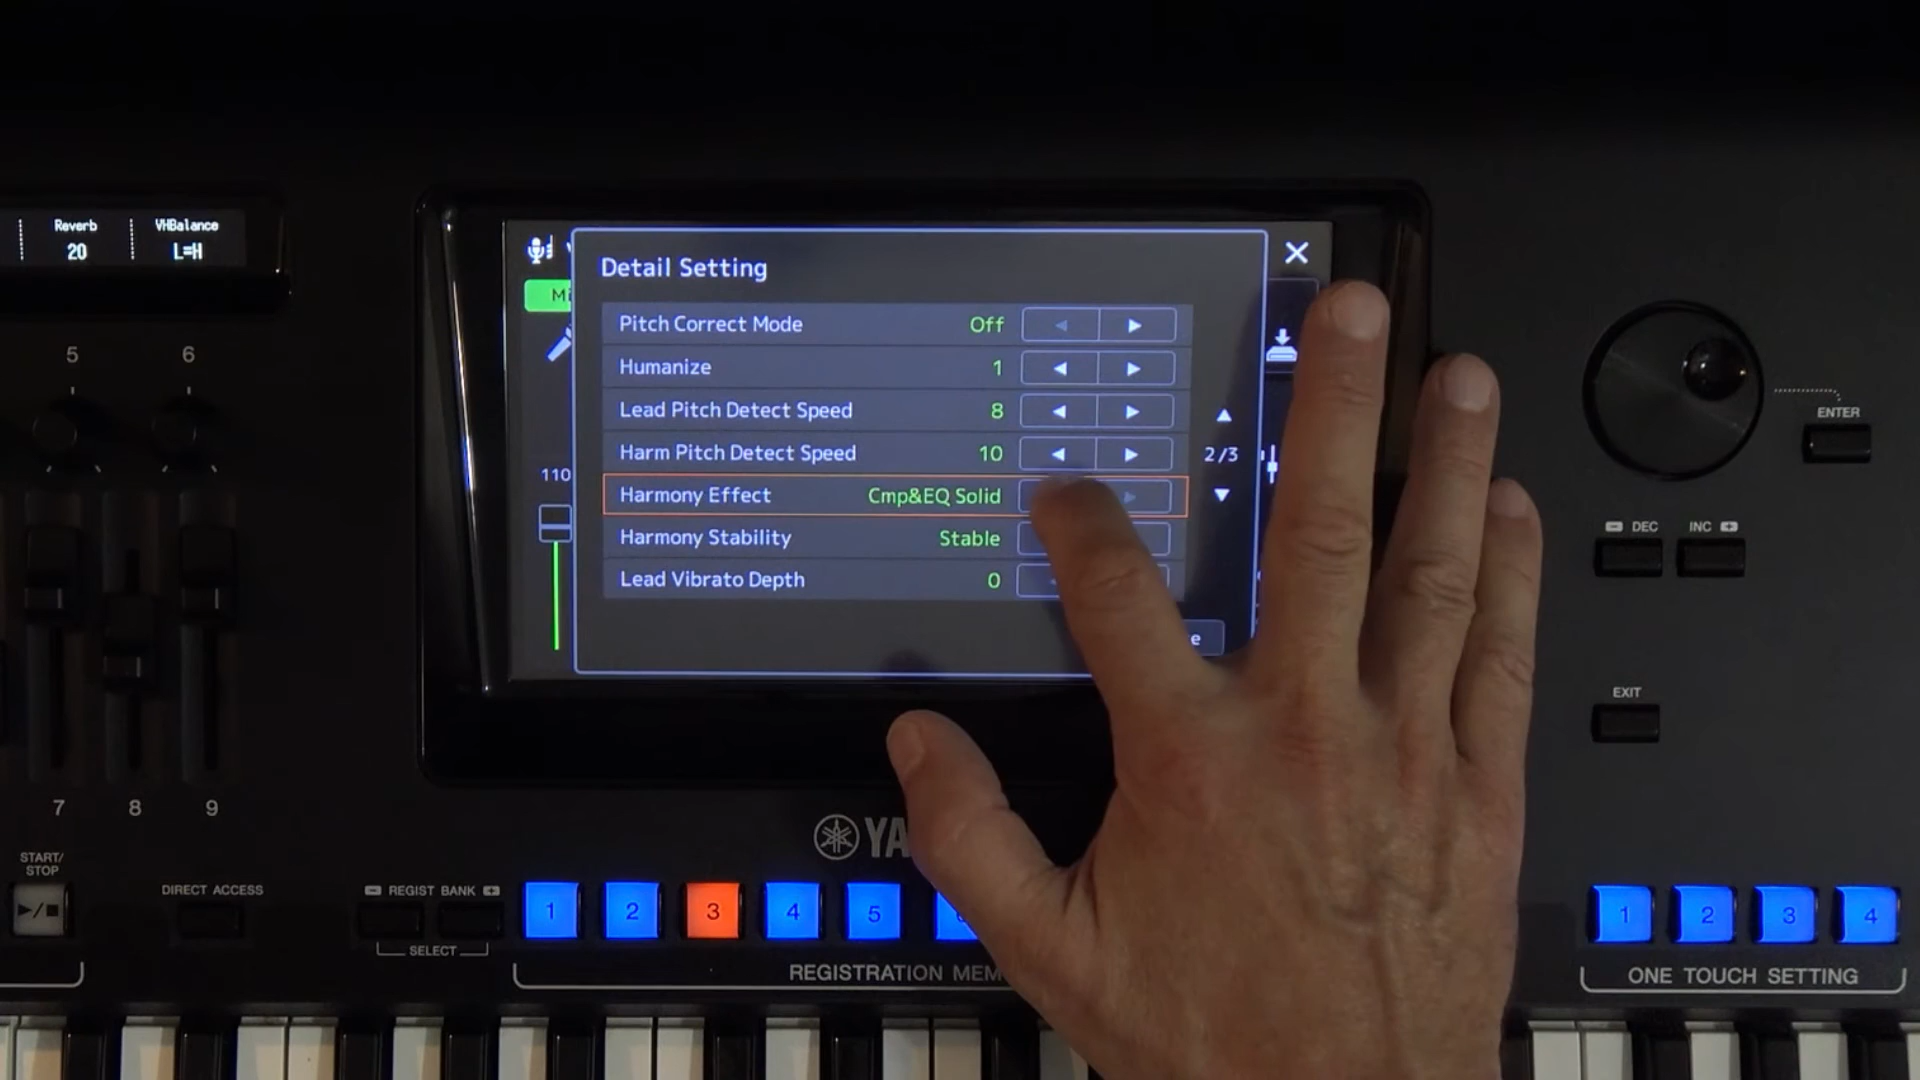 Reverb
20
VHBalance
L=H
5
6
110
7
8
9
Detail Setting
Pitch Correct Mode Off
Humanize 1
Lead Pitch Detect Speed 8
Harm Pitch Detect Speed 10
Harmony Effect Cmp&EQ Solid
Harmony Stability Stable
Lead Vibrato Depth 0
2/3
ENTER
DEC INC
EXIT
START/
STOP
DIRECT ACCESS
REGIST BANK
SELECT
1 2 3 4 5
REGISTRATION
1 2 3 4
ONE TOUCH SETTING